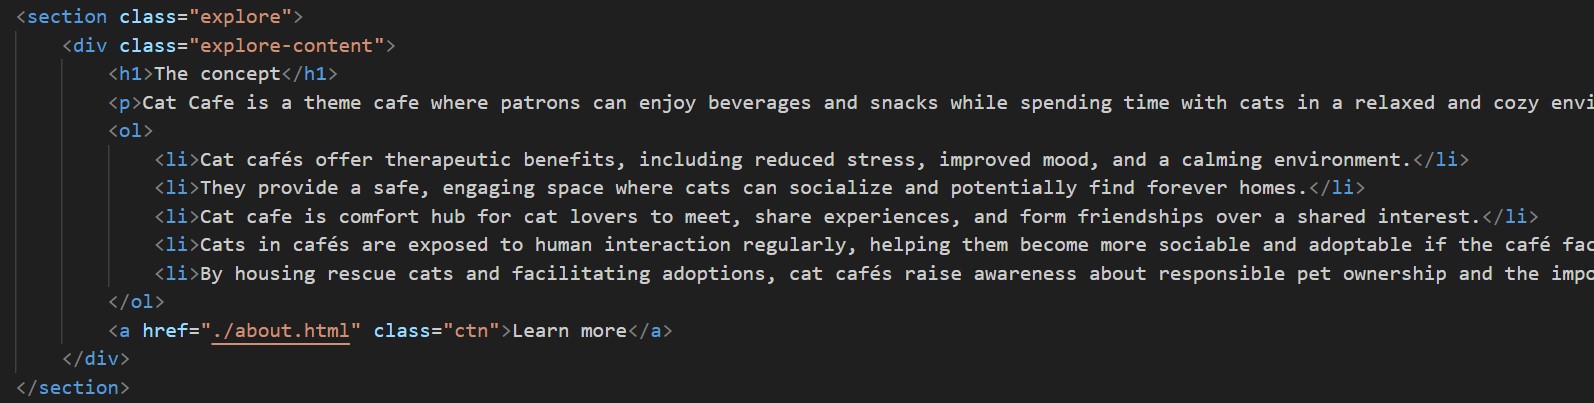 <section class="explore">
<div class="explore-content">
<h1>The concept</h1>
<p>Cat Cafe is a theme cafe where patrons can enjoy beverages and snacks while spending time with cats in a relaxed and cozy
<ol>
<li>Cat cafés offer therapeutic benefits, including reduced stress, improved mood, and a calming environment.</li>
<li>They provide a safe, engaging space where cats can socialize and potentially find forever homes.</li>
<li>Cat cafe is comfort hub for cat lovers to meet, share experiences, and form friendships over a shared interest.</li>
<li>Cats in cafés are exposed to human interaction regularly, helping them become more sociable and adoptable if the café
<li>By housing rescue cats and facilitating adoptions, cat cafés raise awareness about responsible pet ownership and the
</ol>
<a href="./about.html" class="ctn">Learn more</a>
</div>
</section>